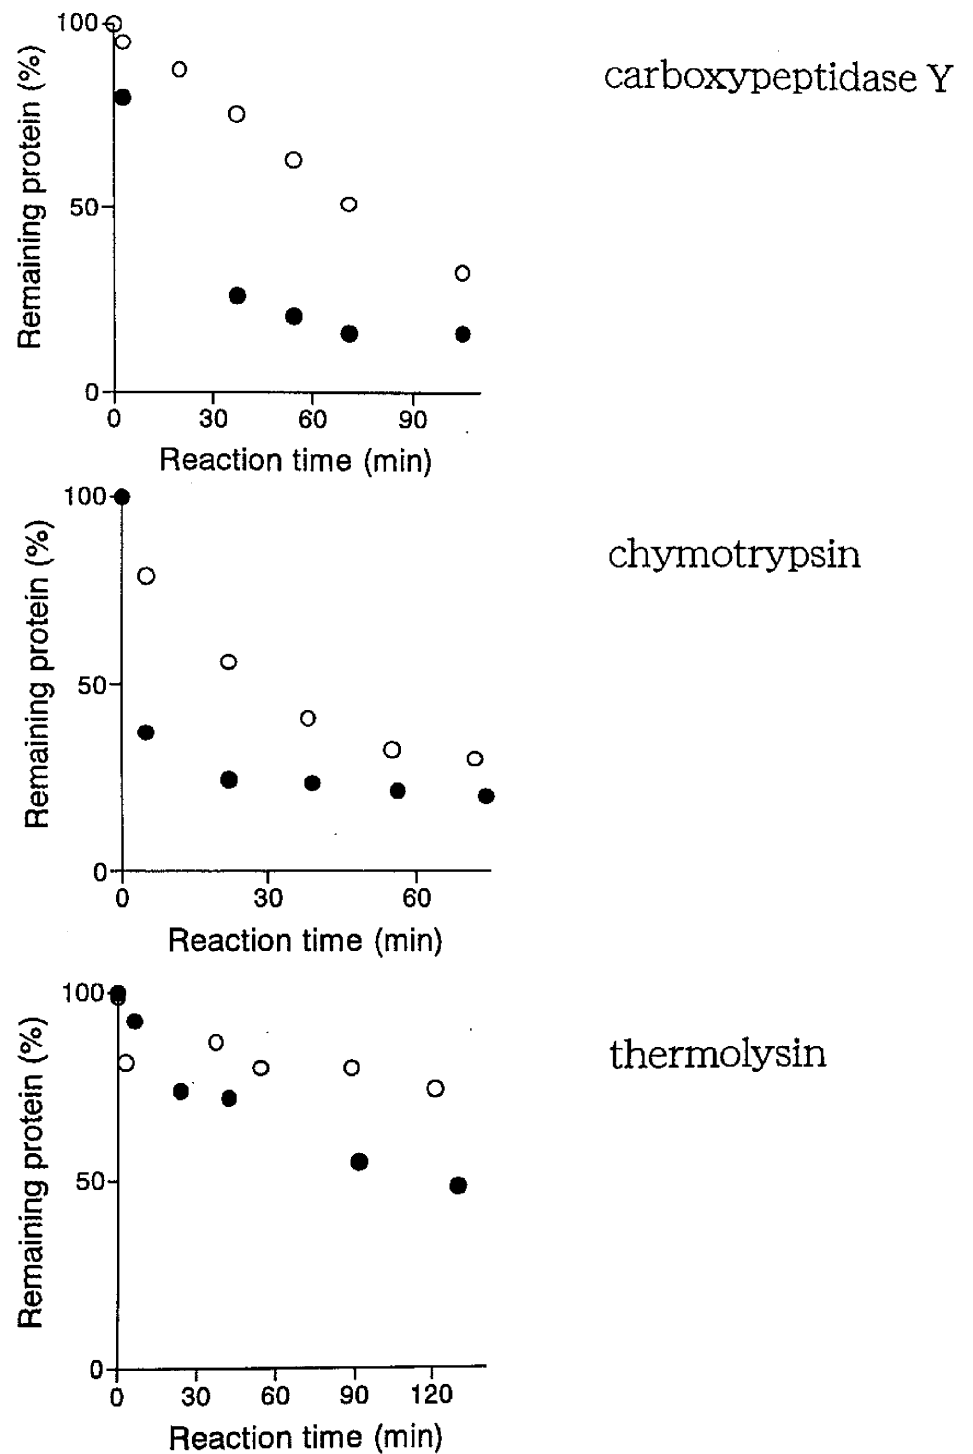 100
carboxypeptidase Y
Remaining protein (%)
50
0
0 30 60 90
Reaction time (min)
100
chymotrypsin
Remaining protein (%)
50
0
0 30 60
Reaction time (min)
100
thermolysin
Remaining protein (%)
50
0
0 30 60 90 120
Reaction time (min)